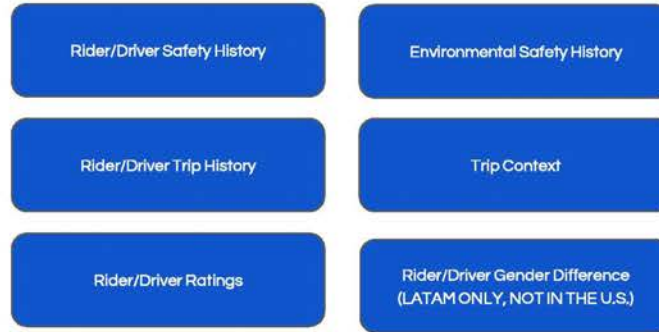 Rider/Driver Safety History
Environmental Safety History
Rider/Driver Trip History
Trip Context
Rider/Driver Ratings
Rider/Driver Gender Difference
(LATAM ONLY, NOT IN THE U.S.)